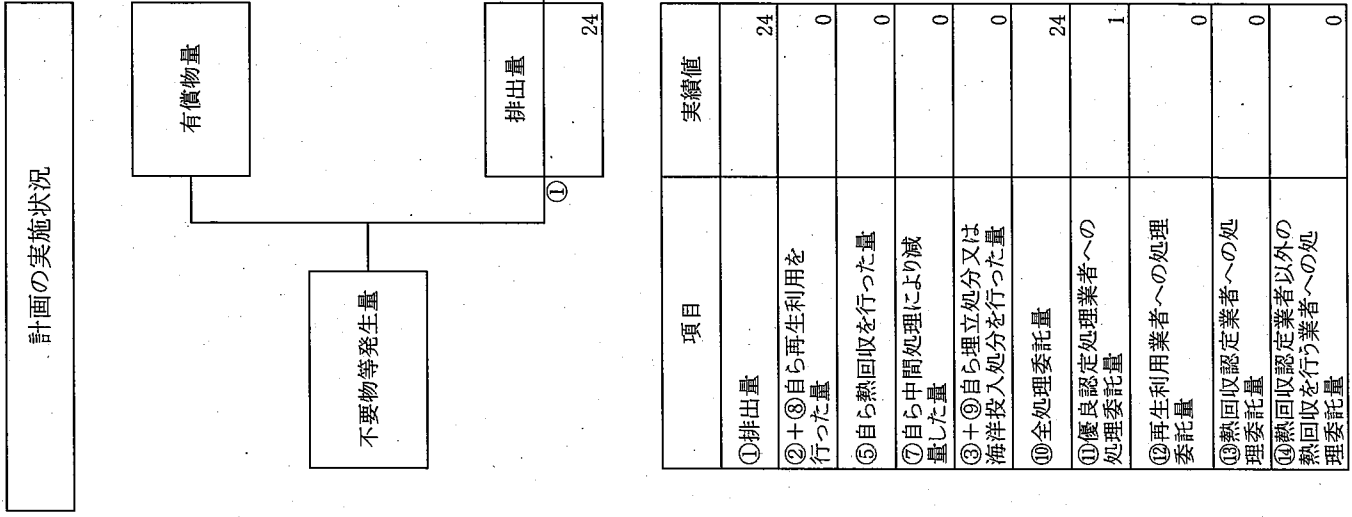 計画の実施状況
不要物等発生量
有償物量
①
排出量
24
項目
実績値
①排出量
24
②+⑧自ら再生利用を
行った量
0
⑤自ら熱回収を行った量
0
⑦自ら中間処理により減
量した量
0
③+⑨自ら埋立処分又は
海洋投入処分を行った量
0
⑩全処理委託量
24
⑪優良認定処理業者への
処理委託量
1
⑫再生利用業者への処理
委託量
0
⑬熱回収認定業者への処
理委託量
0
⑭熱回収認定業者以外の
熱回収を行う業者への処
理委託量
0